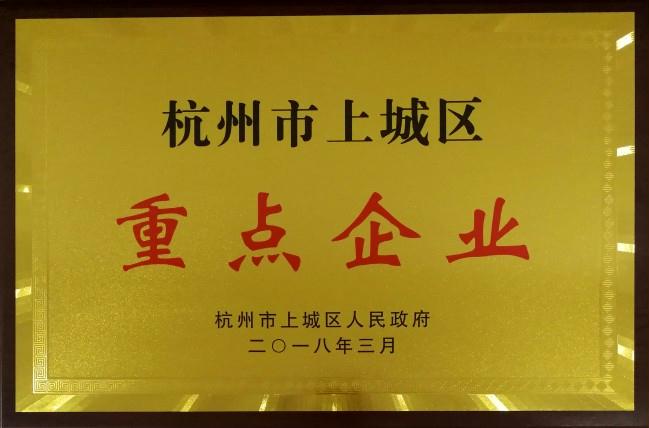 杭州市上城区
重点企业
杭州市上城区人民政府
二〇一八年三月